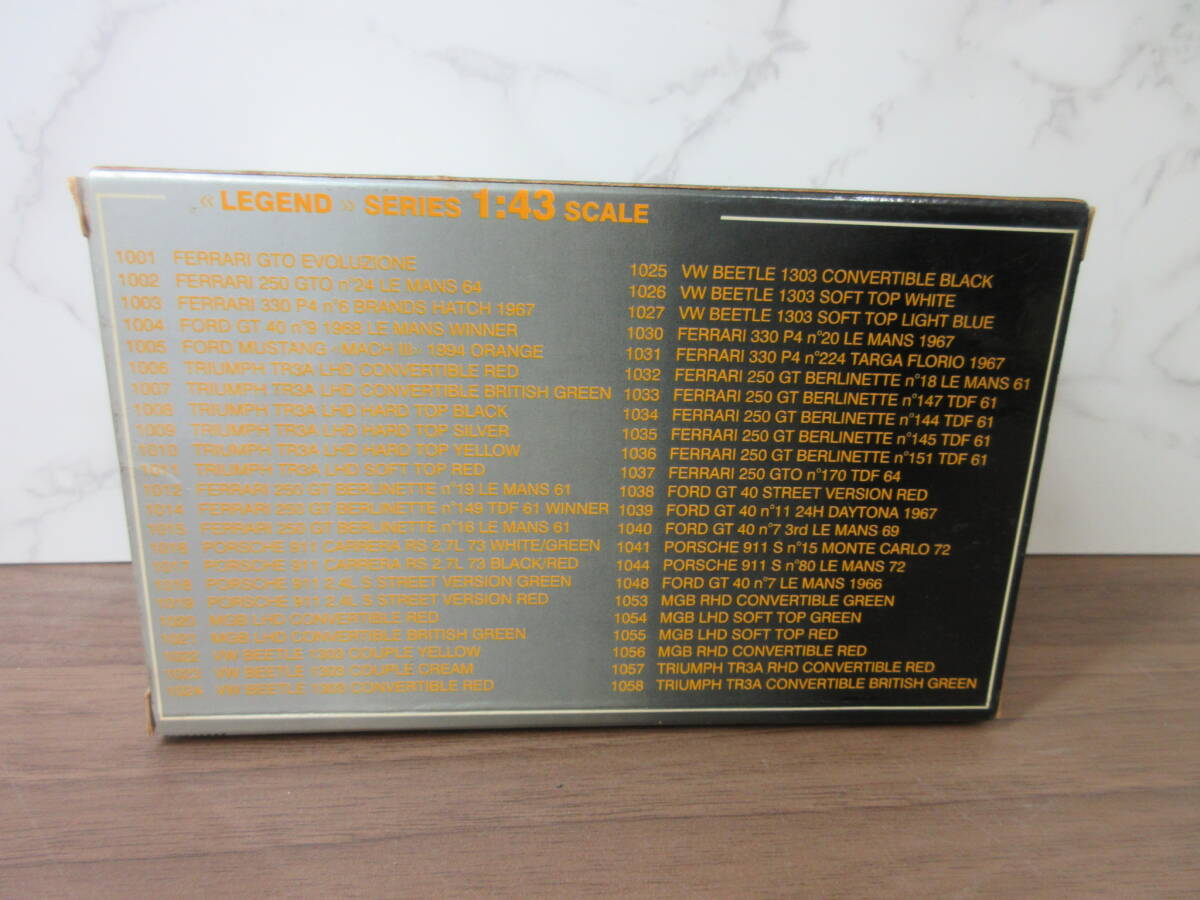 « LEGEND » SERIES 1:43 SCALE
1001 FERRARI GTO EVOLUZIONE
1002 FERRARI 250 GTO n°24 LE MANS 64
1003 FERRARI 330 P4 n°6 BRANDS HATCH 1967
1004 FORD GT 40 n°9 1968 LE MANS WINNER
1005 FORD MUSTANG «MACH III» 1994 ORANGE
1006 TRIUMPH TR3A LHD CONVERTIBLE RED
1007 TRIUMPH TR3A LHD CONVERTIBLE BRITISH GREEN
1008 TRIUMPH TR3A LHD HARD TOP BLACK
1009 TRIUMPH TR3A LHD HARD TOP SILVER
1010 TRIUMPH TR3A LHD HARD TOP YELLOW
1011 TRIUMPH TR3A LHD SOFT TOP RED
1012 FERRARI 250 GT BERLINETTE n°19 LE MANS 61
1014 FERRARI 250 GT BERLINETTE n°149 TDF 61 WINNER
1015 FERRARI 250 GT BERLINETTE n°16 LE MANS 61
1016 PORSCHE 911 CARRERA RS 2,7L 73 WHITE/GREEN
1017 PORSCHE 911 CARRERA RS 2,7L 73 BLACK/RED
1018 PORSCHE 911 2.4L S STREET VERSION GREEN
1019 PORSCHE 911 2.4L S STREET VERSION RED
1020 MGB LHD CONVERTIBLE RED
1021 MGB LHD CONVERTIBLE BRITISH GREEN
1022 VW BEETLE 1303 COUPLE YELLOW
1023 VW BEETLE 1303 COUPLE CREAM
1024 VW BEETLE 1303 CONVERTIBLE RED
1025 VW BEETLE 1303 CONVERTIBLE BLACK
1026 VW BEETLE 1303 SOFT TOP WHITE
1027 VW BEETLE 1303 SOFT TOP LIGHT BLUE
1030 FERRARI 330 P4 n°20 LE MANS 1967
1031 FERRARI 330 P4 n°224 TARGA FLORIO 1967
1032 FERRARI 250 GT BERLINETTE n°18 LE MANS 61
1033 FERRARI 250 GT BERLINETTE n°147 TDF 61
1034 FERRARI 250 GT BERLINETTE n°144 TDF 61
1035 FERRARI 250 GT BERLINETTE n°145 TDF 61
1036 FERRARI 250 GT BERLINETTE n°151 TDF 61
1037 FERRARI 250 GTO n°170 TDF 64
1038 FORD GT 40 STREET VERSION RED
1039 FORD GT 40 n°11 24H DAYTONA 1967
1040 FORD GT 40 n°7 3rd LE MANS 69
1041 PORSCHE 911 S n°15 MONTE CARLO 72
1044 PORSCHE 911 S n°80 LE MANS 72
1048 FORD GT 40 n°7 LE MANS 1966
1053 MGB RHD CONVERTIBLE GREEN
1054 MGB LHD SOFT TOP GREEN
1055 MGB LHD SOFT TOP RED
1056 MGB RHD CONVERTIBLE RED
1057 TRIUMPH TR3A RHD CONVERTIBLE RED
1058 TRIUMPH TR3A CONVERTIBLE BRITISH GREEN